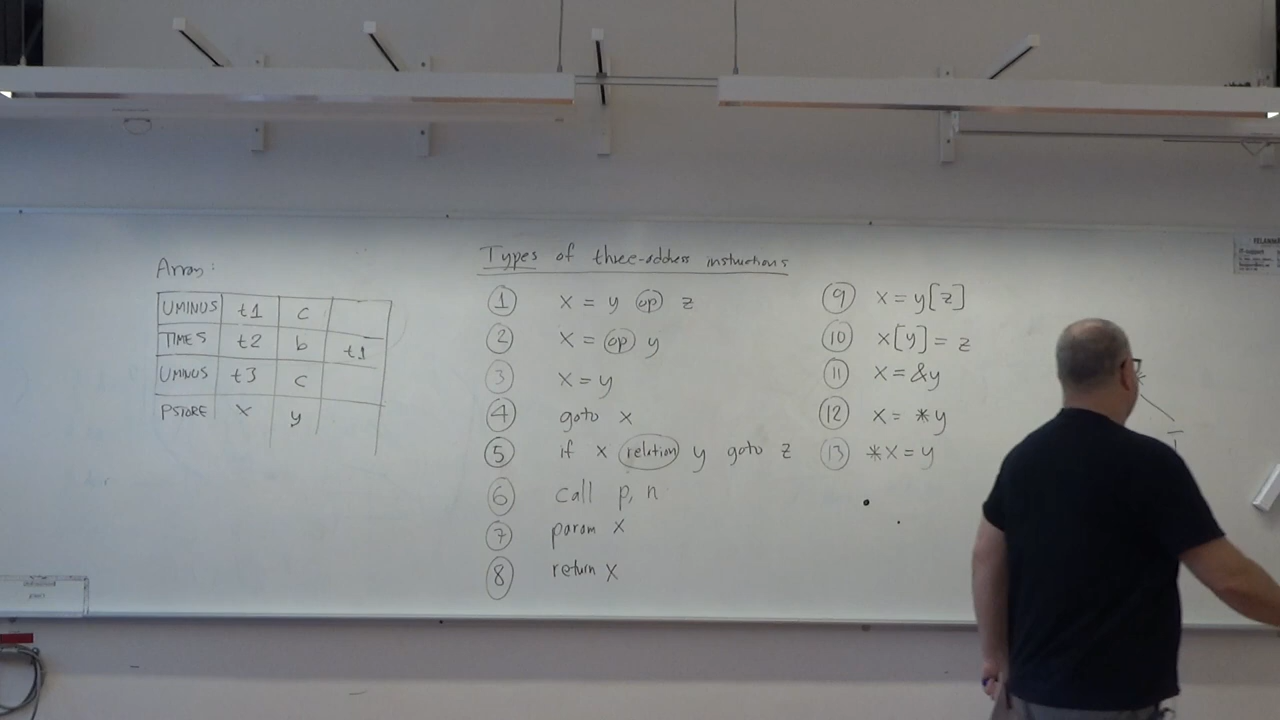 Array:
UMINUS t1 c
TIMES t2 b t1
UMINUS t3 c
PSTORE x y
Types of three-address instructions
1 x = y op z
2 x = op y
3 x = y
4 goto x
5 if x relation y goto z
6 call p, n
7 param x
8 return x
9 x = y[z]
10 x[y] = z
11 x = &y
12 x = *y
13 *x = y